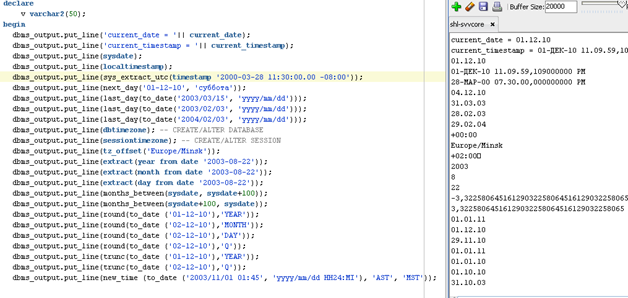 declare
v varchar2(50);
begin
dbms_output.put_line('current_date = '|| current_date);
dbms_output.put_line('current_timestamp = '|| current_timestamp);
dbms_output.put_line(sysdate);
dbms_output.put_line(localtimestamp);
dbms_output.put_line(sys_extract_utc(timestamp '2000-03-28 11:30:00.00 -08:00'));
dbms_output.put_line(next_day('01-12-10', 'суббота'));
dbms_output.put_line(last_day(to_date('2003/03/15', 'yyyy/mm/dd')));
dbms_output.put_line(last_day(to_date('2003/02/03', 'yyyy/mm/dd')));
dbms_output.put_line(last_day(to_date('2004/02/03', 'yyyy/mm/dd')));
dbms_output.put_line(dbtimezone); -- CREATE/ALTER DATABASE
dbms_output.put_line(sessiontimezone); -- CREATE/ALTER SESSION
dbms_output.put_line(tz_offset('Europe/Minsk'));
dbms_output.put_line(extract(year from date '2003-08-22'));
dbms_output.put_line(extract(month from date '2003-08-22'));
dbms_output.put_line(extract(day from date '2003-08-22'));
dbms_output.put_line(months_between(sysdate, sysdate+100));
dbms_output.put_line(months_between(sysdate+100, sysdate));
dbms_output.put_line(round(to_date ('01-12-10'),'YEAR'));
dbms_output.put_line(round(to_date ('02-12-10'),'MONTH'));
dbms_output.put_line(round(to_date ('02-12-10'),'DAY'));
dbms_output.put_line(round(to_date ('02-12-10'),'Q'));
dbms_output.put_line(trunc(to_date ('01-12-10'),'YEAR'));
dbms_output.put_line(trunc(to_date ('02-12-10'),'Q'));
dbms_output.put_line(new_time (to_date ('2003/11/01 01:45', 'yyyy/mm/dd HH24:MI'), 'AST', 'MST'));
Buffer Size: 20000
shl-svvcore
current_date = 01.12.10
current_timestamp = 01-ДЕК-10 11.09.59,10
01.12.10
01-ДЕК-10 11.09.59,109000000 PM
28-МАР-00 07.30.00,000000000 PM
04.12.10
31.03.03
28.02.03
29.02.04
+00:00
Europe/Minsk
+02:00
2003
8
22
-3,32258064516129032258064516129032258065
3,32258064516129032258064516129032258065
01.01.11
01.12.10
29.11.10
01.01.11
01.01.10
01.10.10
31.10.03